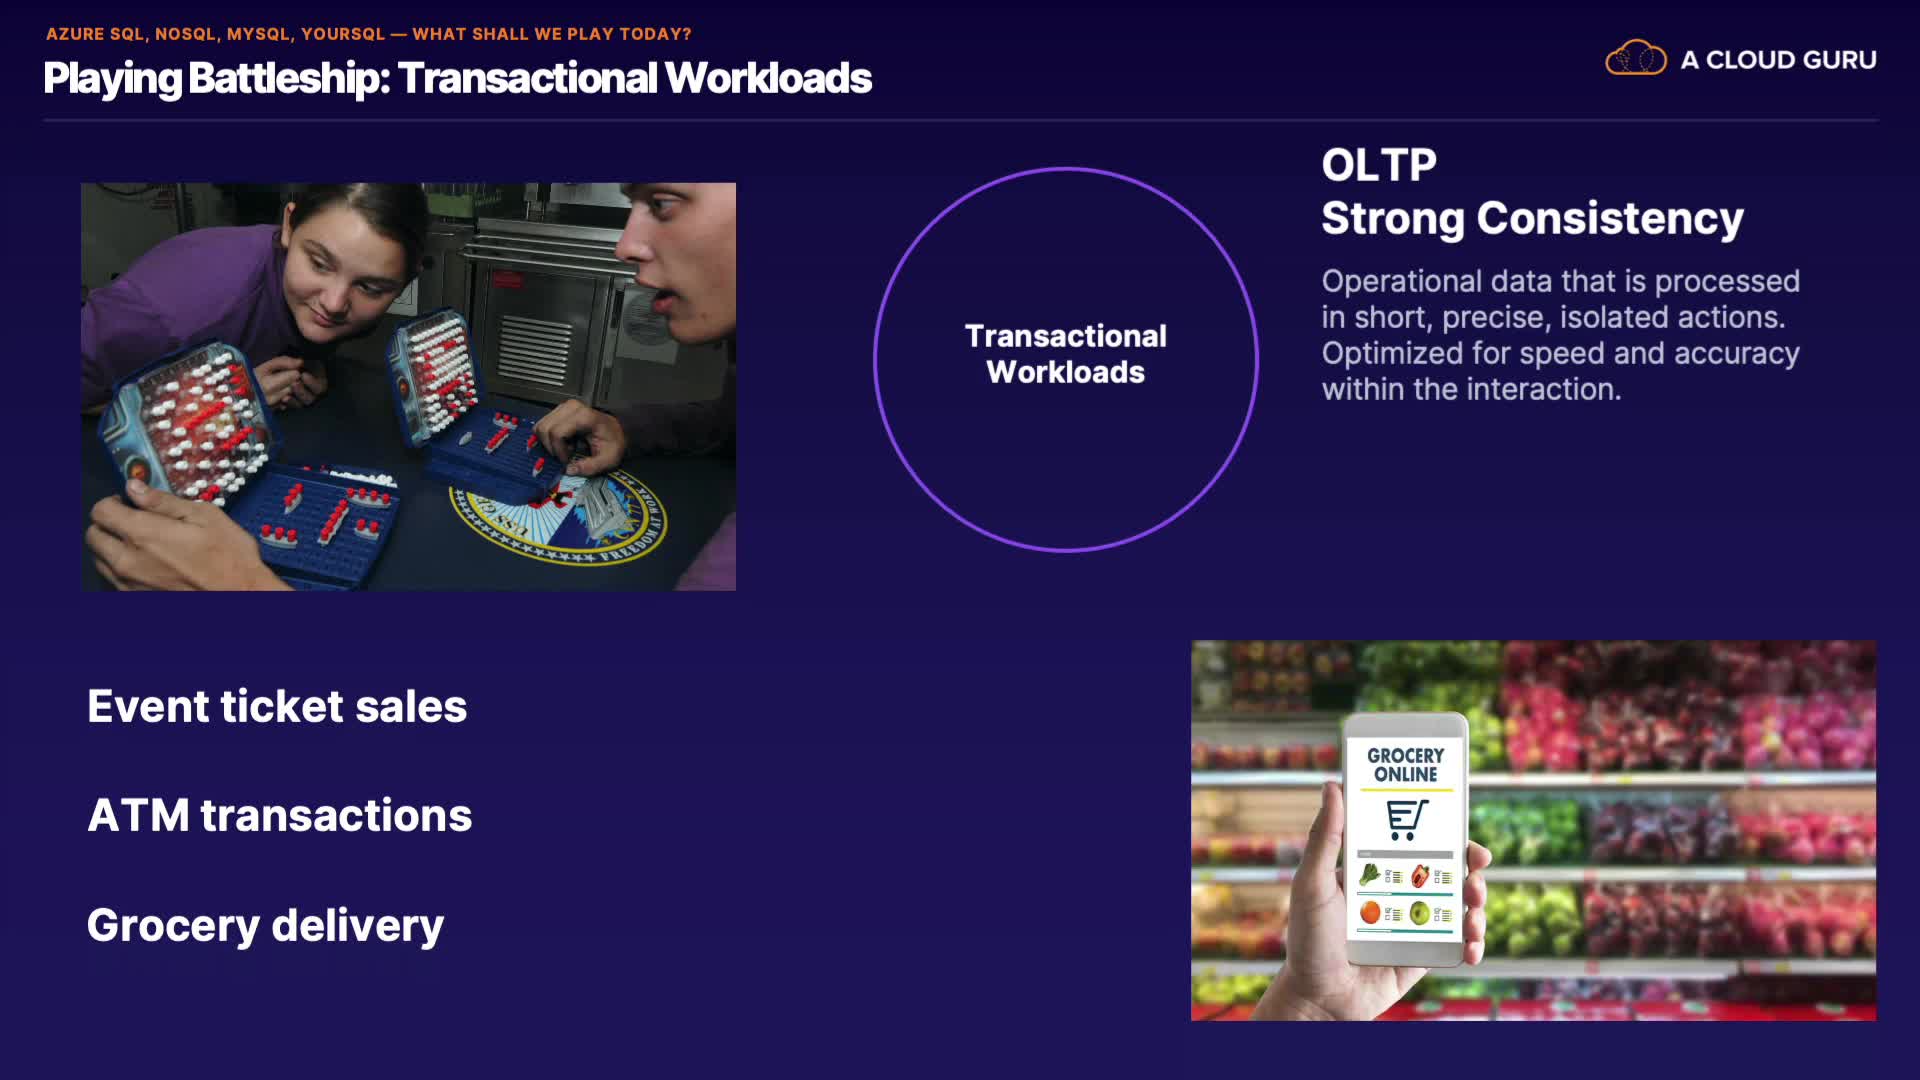 AZURE SQL, NOSQL, MYSQL, YOURSQL — WHAT SHALL WE PLAY TODAY?
Playing Battleship: Transactional Workloads
A CLOUD GURU
OLTP
Strong Consistency
Operational data that is processed
in short, precise, isolated actions.
Optimized for speed and accuracy
within the interaction.
Transactional
Workloads
FREEDOM AT WORK
USS
Event ticket sales
ATM transactions
Grocery delivery
GROCERY
ONLINE